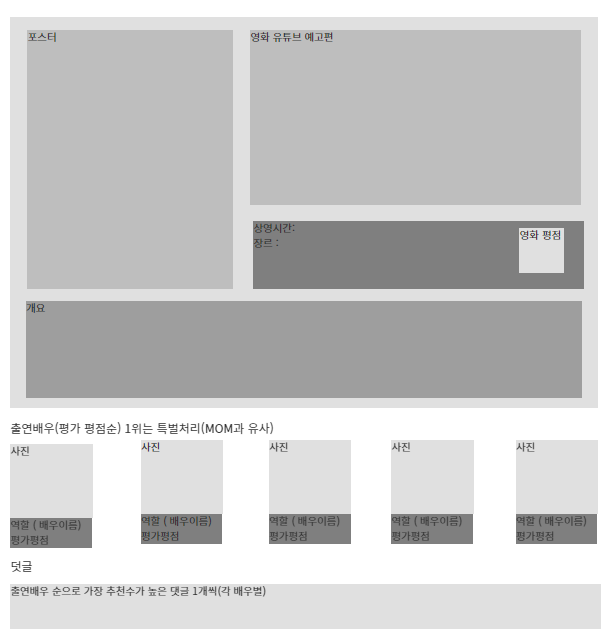 포스터
영화 유튜브 예고편
상영시간:
장르 :
영화 평점
개요
출연배우(평가 평점순) 1위는 특별처리(MOM과 유사)
사진
사진
사진
사진
사진
역할 ( 배우이름)
평가평점
역할 ( 배우이름)
평가평점
역할 ( 배우이름)
평가평점
역할 ( 배우이름)
평가평점
역할 ( 배우이름)
평가평점
덧글
출연배우 순으로 가장 추천수가 높은 댓글 1개씩(각 배우별)